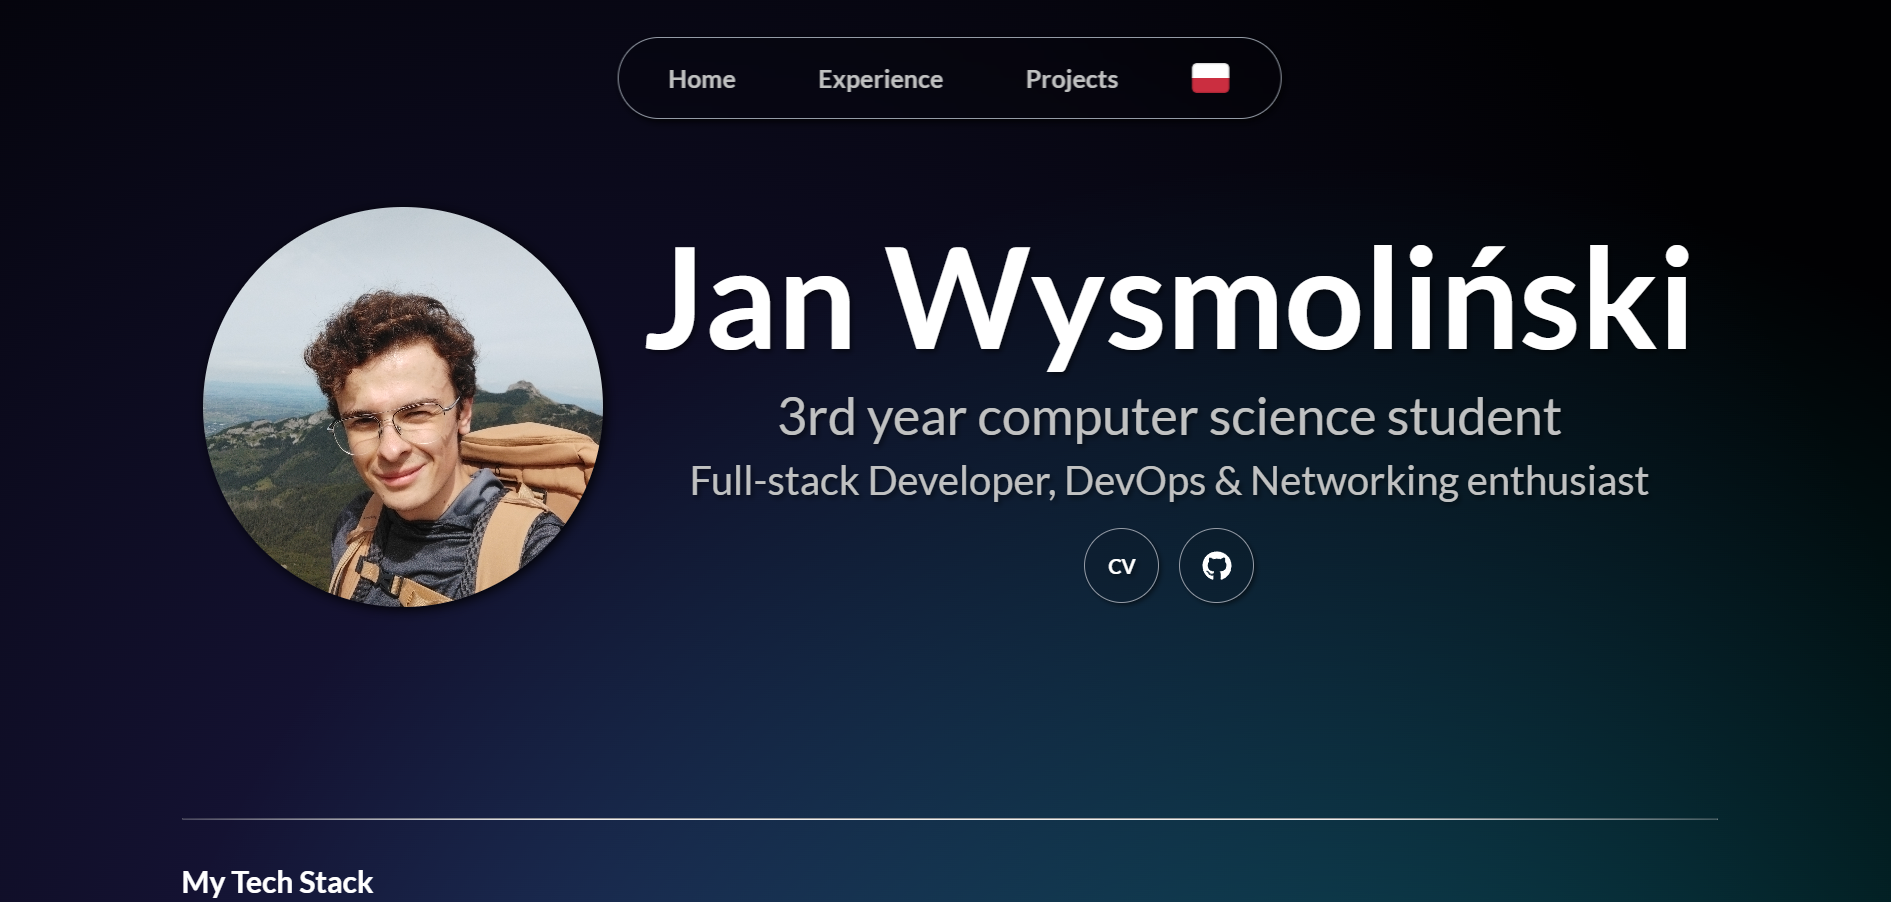 Home Experience Projects
Jan Wysmoliński
3rd year computer science student
Full-stack Developer, DevOps & Networking enthusiast
CV
My Tech Stack